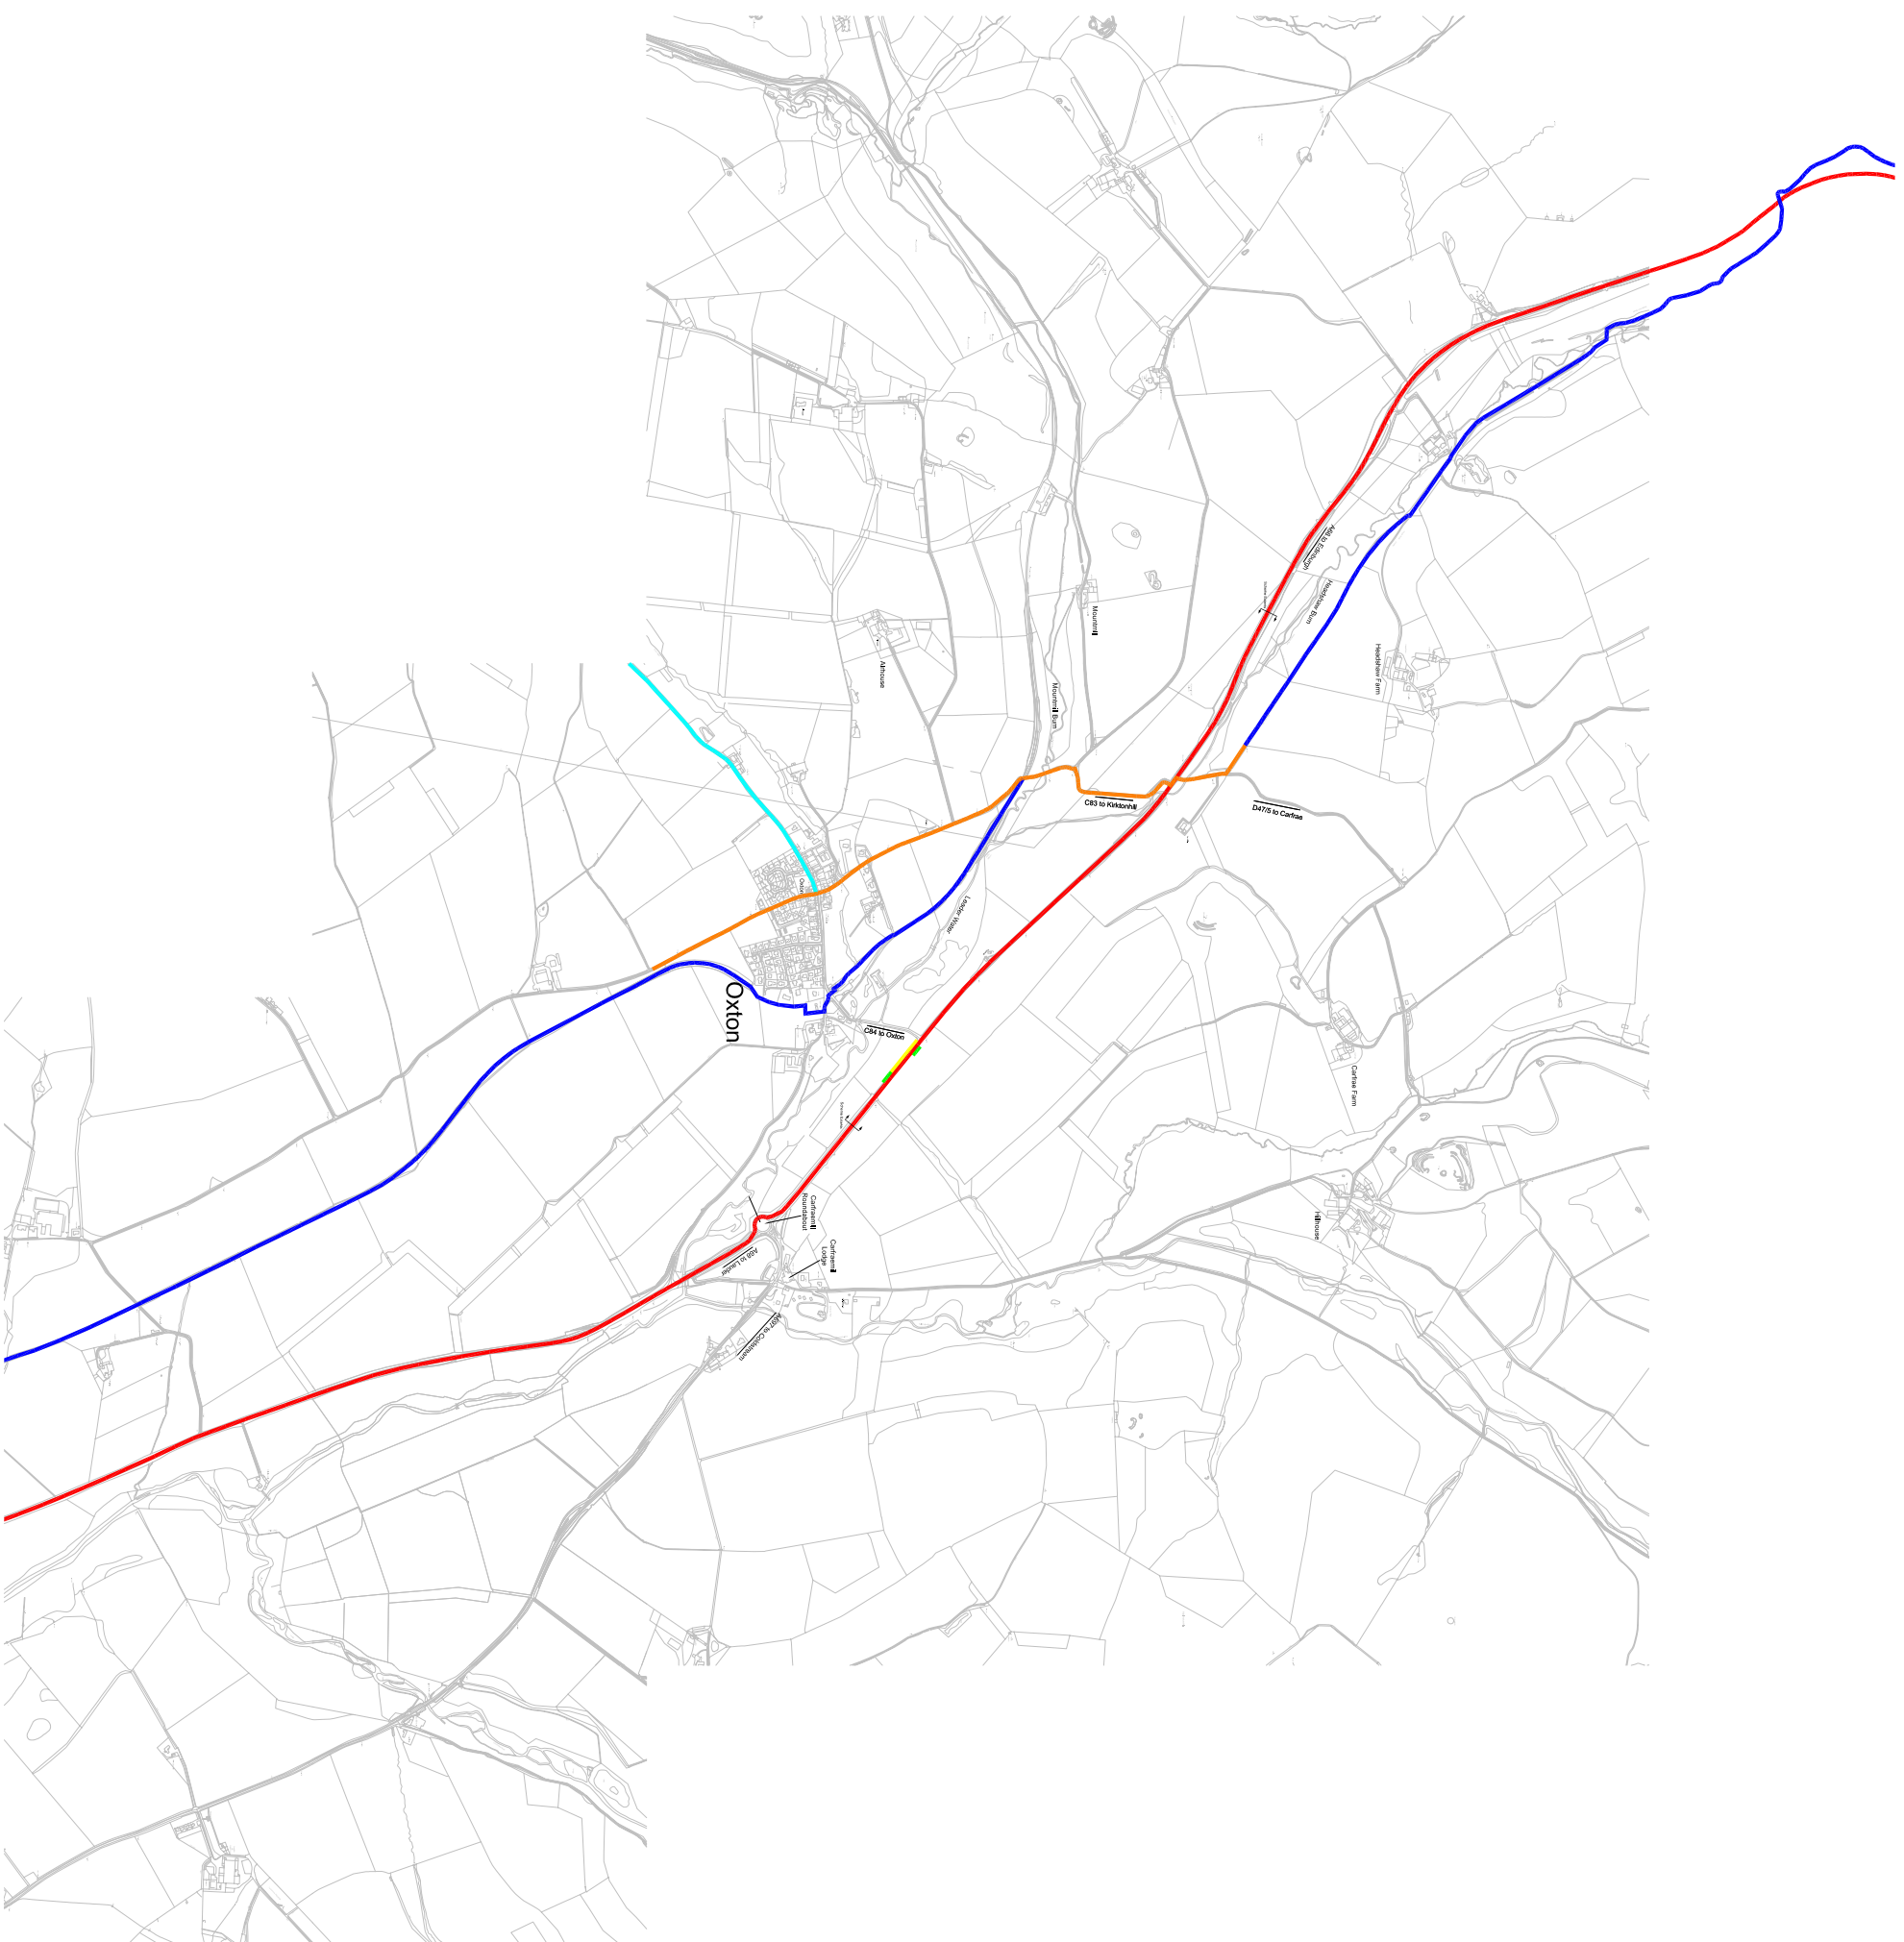 A68 to Edinburgh
Headshaw Burn
Mountmill
Headshaw Farm
Airhouse
Mountmill Burn
C83 to Kirktonhill
D47/5 to Carfrae
Oxton
Leader Water
Oxton
C84 to Oxton
Carfrae Farm
Carfraemill
Roundabout
Hillhouse
Carfraemill
Lodge
A68 to Lauder
A697 to Coldstream